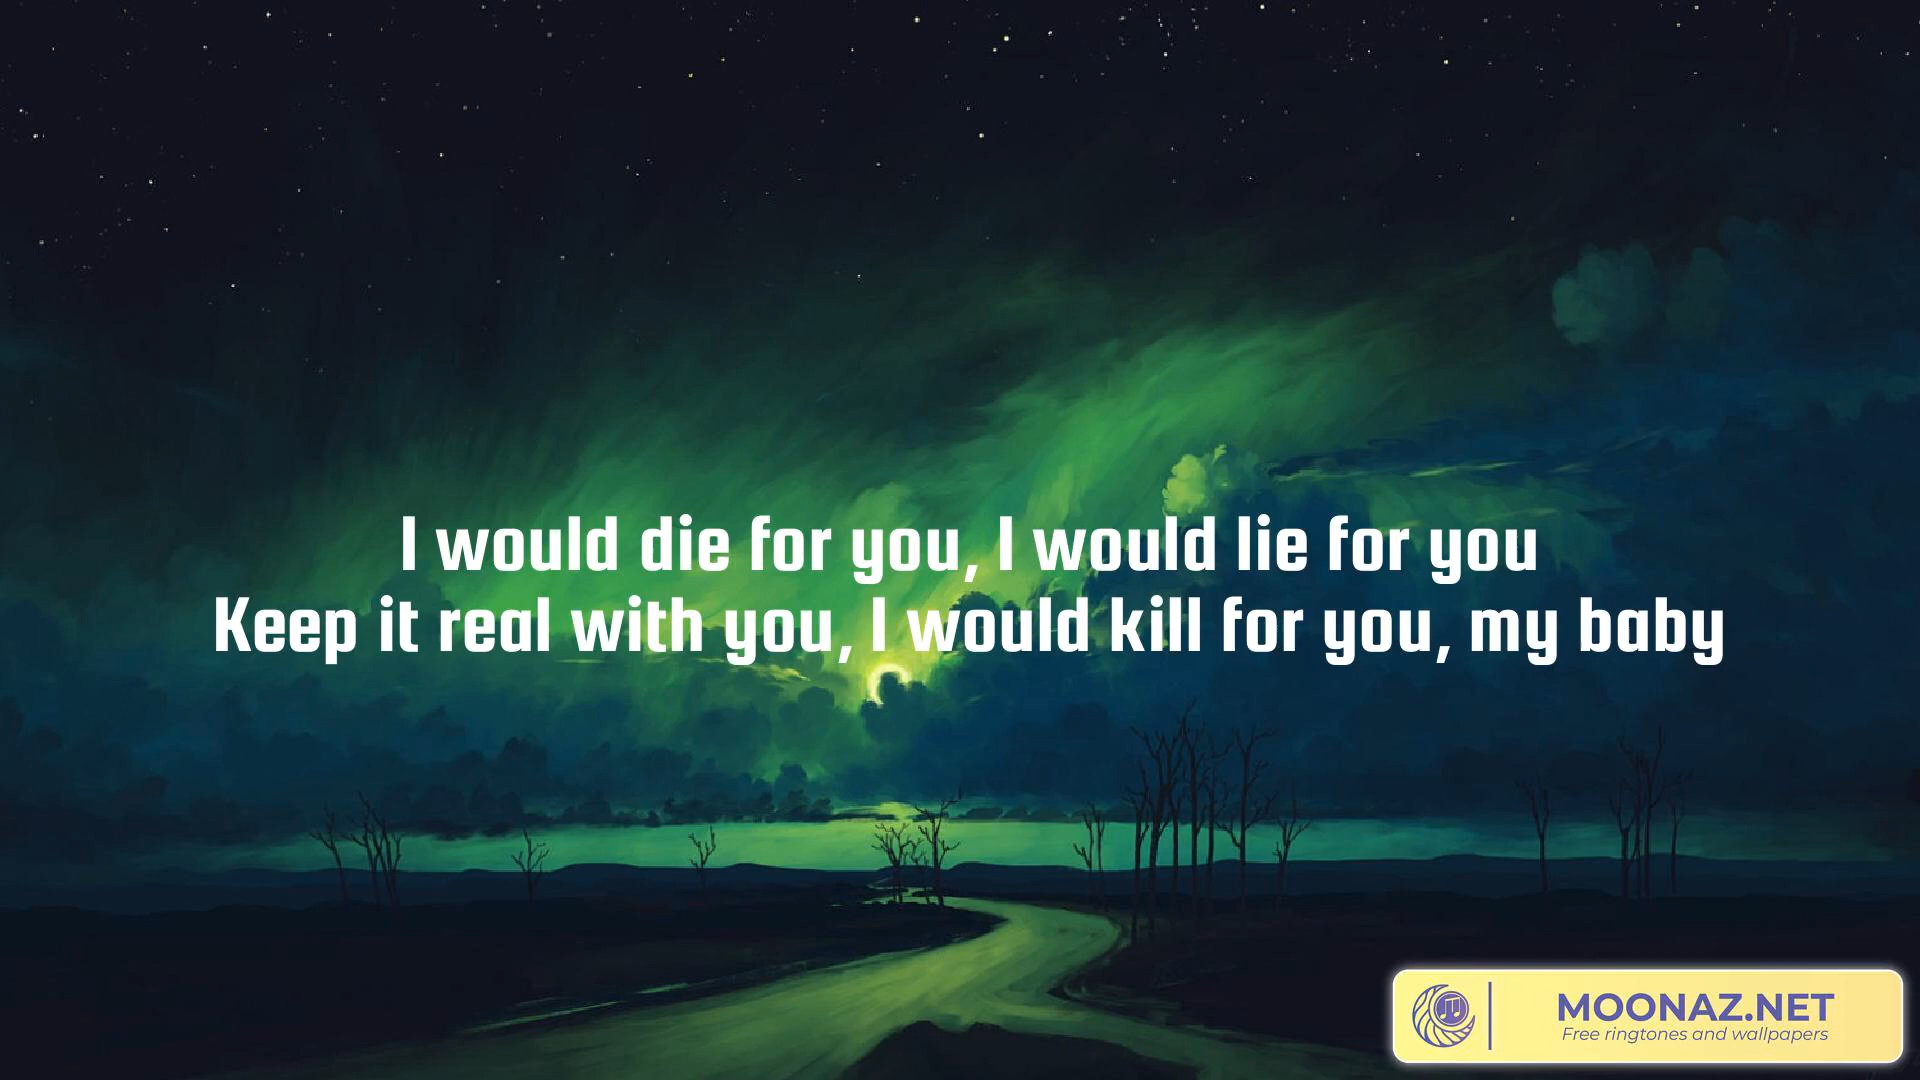 I would die for you, I would lie for you
Keep it real with you, I would kill for you, my baby
MOONAZ.NET
Free ringtones and wallpapers